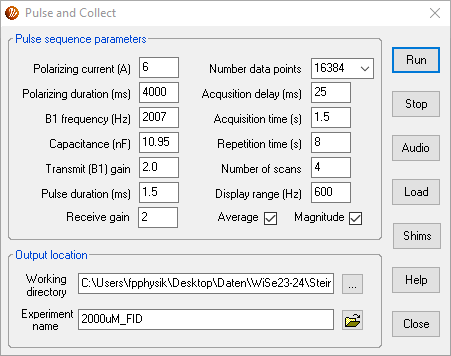 Pulse and Collect
Pulse sequence parameters
Polarizing current (A) 6 Number data points 16384
Polarizing duration (ms) 4000 Acqusition delay (ms) 25
B1 frequency (Hz) 2007 Acquisition time (s) 1.5
Capacitance (nF) 10.95 Repetition time (s) 8
Transmit (B1) gain 2.0 Number of scans 4
Pulse duration (ms) 1.5 Display range (Hz) 600
Receive gain 2 Average Magnitude
Run
Stop
Audio
Load
Shims
Help
Close
Output location
Working
directory
C:\Users\fpphysik\Desktop\Daten\WiSe23-24\Steir
...
Experiment
name
2000uM_FID